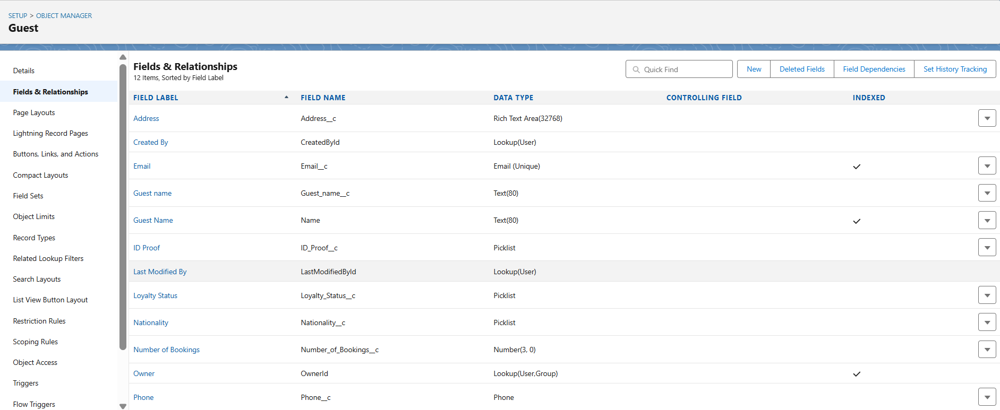 SETUP > OBJECT MANAGER
Guest
Details
Fields & Relationships
Page Layouts
Lightning Record Pages
Buttons, Links, and Actions
Compact Layouts
Field Sets
Object Limits
Record Types
Related Lookup Filters
Search Layouts
List View Button Layout
Restriction Rules
Scoping Rules
Object Access
Triggers
Flow Triggers
Fields & Relationships
12 Items, Sorted by Field Label
Quick Find New Deleted Fields Field Dependencies Set History Tracking
FIELD LABEL FIELD NAME DATA TYPE CONTROLLING FIELD INDEXED
Address Address__c Rich Text Area(32768)
Created By CreatedById Lookup(User)
Email Email__c Email (Unique)
Guest name Guest_name__c Text(80)
Guest Name Name Text(80)
ID Proof ID_Proof__c Picklist
Last Modified By LastModifiedById Lookup(User)
Loyalty Status Loyalty_Status__c Picklist
Nationality Nationality__c Picklist
Number of Bookings Number_of_Bookings__c Number(3, 0)
Owner OwnerId Lookup(User,Group)
Phone Phone__c Phone